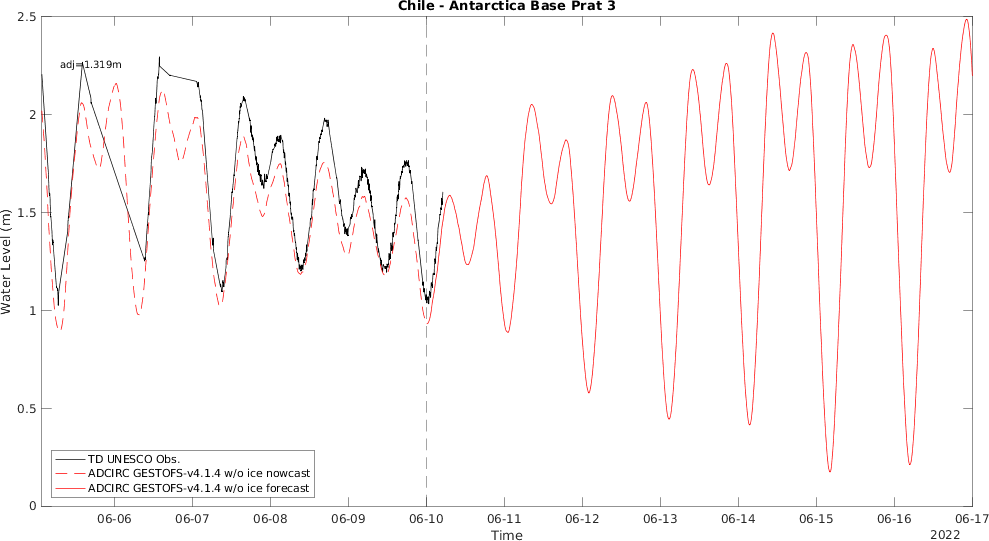 Chile - Antarctica Base Prat 3
adj=1.319m
2.5
2
1.5
1
0.5
0
Water Level (m)
TD UNESCO Obs.
ADCIRC GESTOFS-v4.1.4 w/o ice nowcast
ADCIRC GESTOFS-v4.1.4 w/o ice forecast
06-06 06-07 06-08 06-09 06-10 06-11 06-12 06-13 06-14 06-15 06-16 06-17
Time
2022